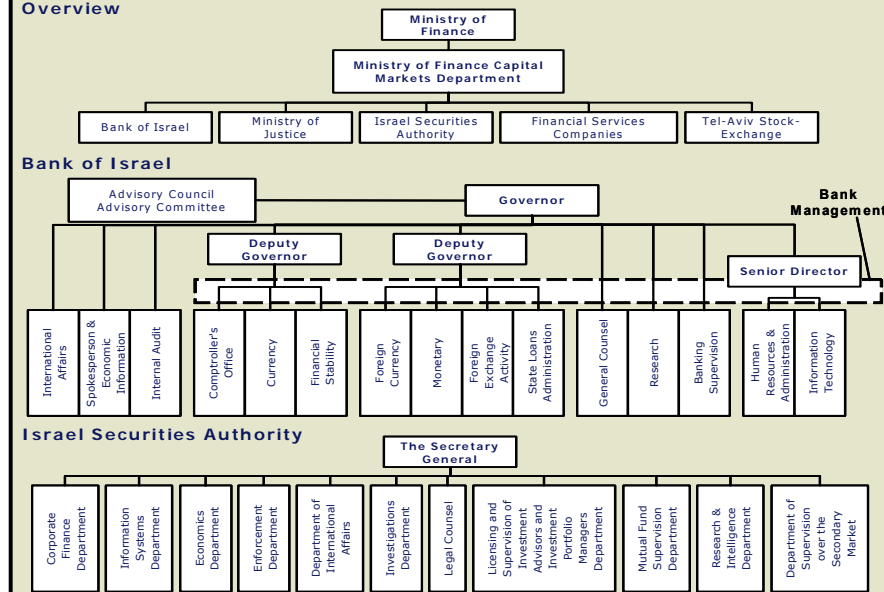 Overview
Ministry of
Finance
Ministry of Finance Capital
Markets Department
Bank of Israel
Ministry of
Justice
Israel Securities
Authority
Financial Services
Companies
Tel-Aviv Stock-
Exchange
Bank of Israel
Advisory Council
Advisory Committee
Governor
Bank
Management
Deputy
Governor
Deputy
Governor
Senior Director
International
Affairs
Spokesperson &
Economic
Information
Internal Audit
Comptroller's
Office
Currency
Financial
Stability
Foreign
Currency
Monetary
Foreign
Exchange
Activity
State Loans
Administration
General Counsel
Research
Banking
Supervision
Human
Resources &
Administration
Information
Technology
Israel Securities Authority
The Secretary
General
Corporate
Finance
Department
Information
Systems
Department
Economics
Department
Enforcement
Department
Department of
International
Affairs
Investigations
Department
Legal Counsel
Licensing and
Supervision of
Investment
Advisors and
Investment
Portfolio
Managers
Department
Mutual Fund
Supervision
Department
Research &
Intelligence
Department
Department of
Supervision
over the
Secondary
Market